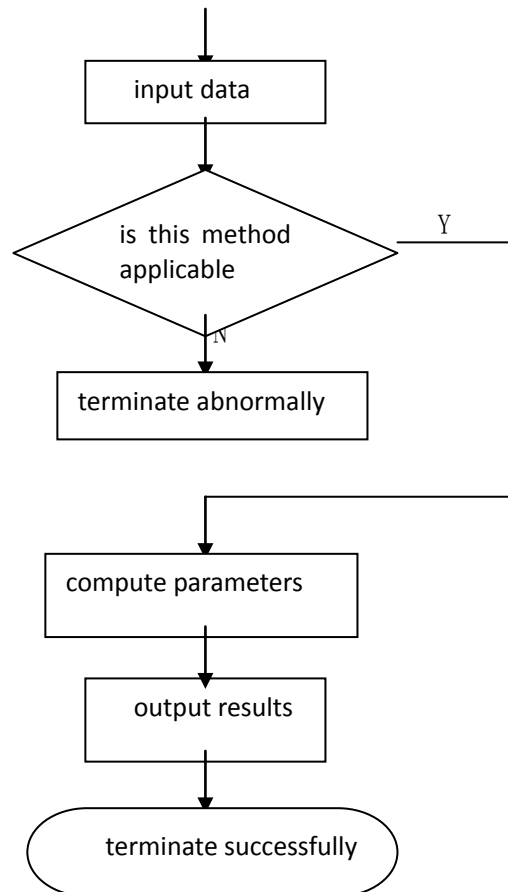 input data
is this method
applicable
Y
N
terminate abnormally
compute parameters
output results
terminate successfully